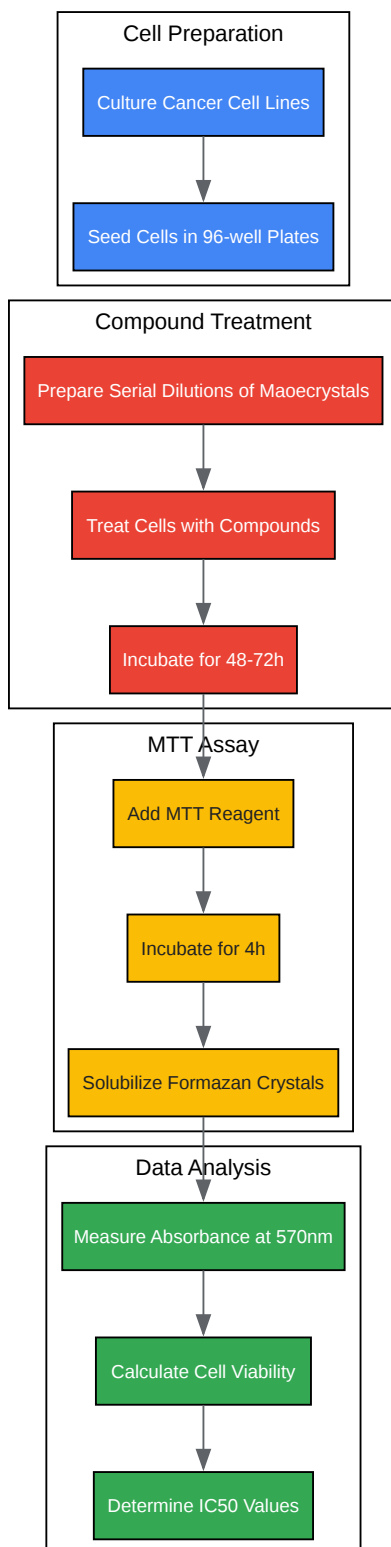 Cell Preparation
Culture Cancer Cell Lines
Seed Cells in 96-well Plates
Compound Treatment
Prepare Serial Dilutions of Maoecrystals
Treat Cells with Compounds
Incubate for 48-72h
MTT Assay
Add MTT Reagent
Incubate for 4h
Solubilize Formazan Crystals
Data Analysis
Measure Absorbance at 570nm
Calculate Cell Viability
Determine IC50 Values